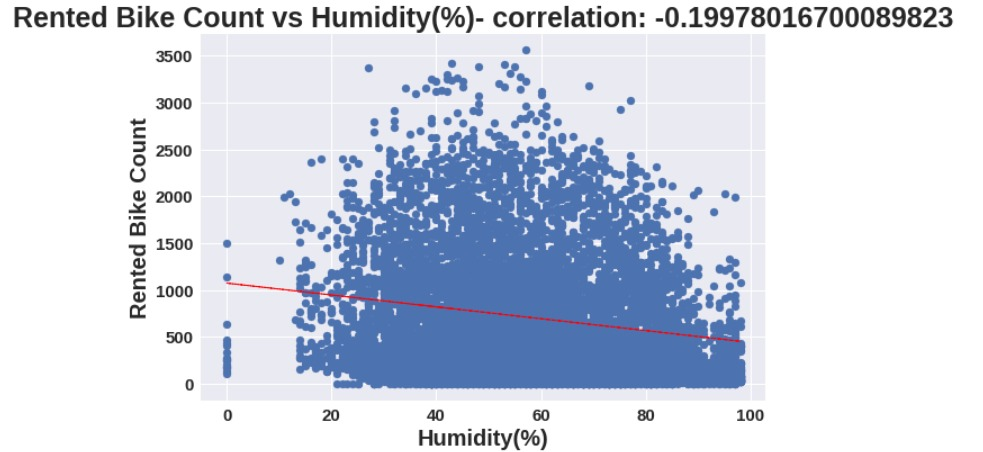 Rented Bike Count vs Humidity(%)- correlation: -0.19978016700089823
3500
3000
2500
2000
1500
1000
500
0
Rented Bike Count
0 20 40 60 80 100
Humidity(%)